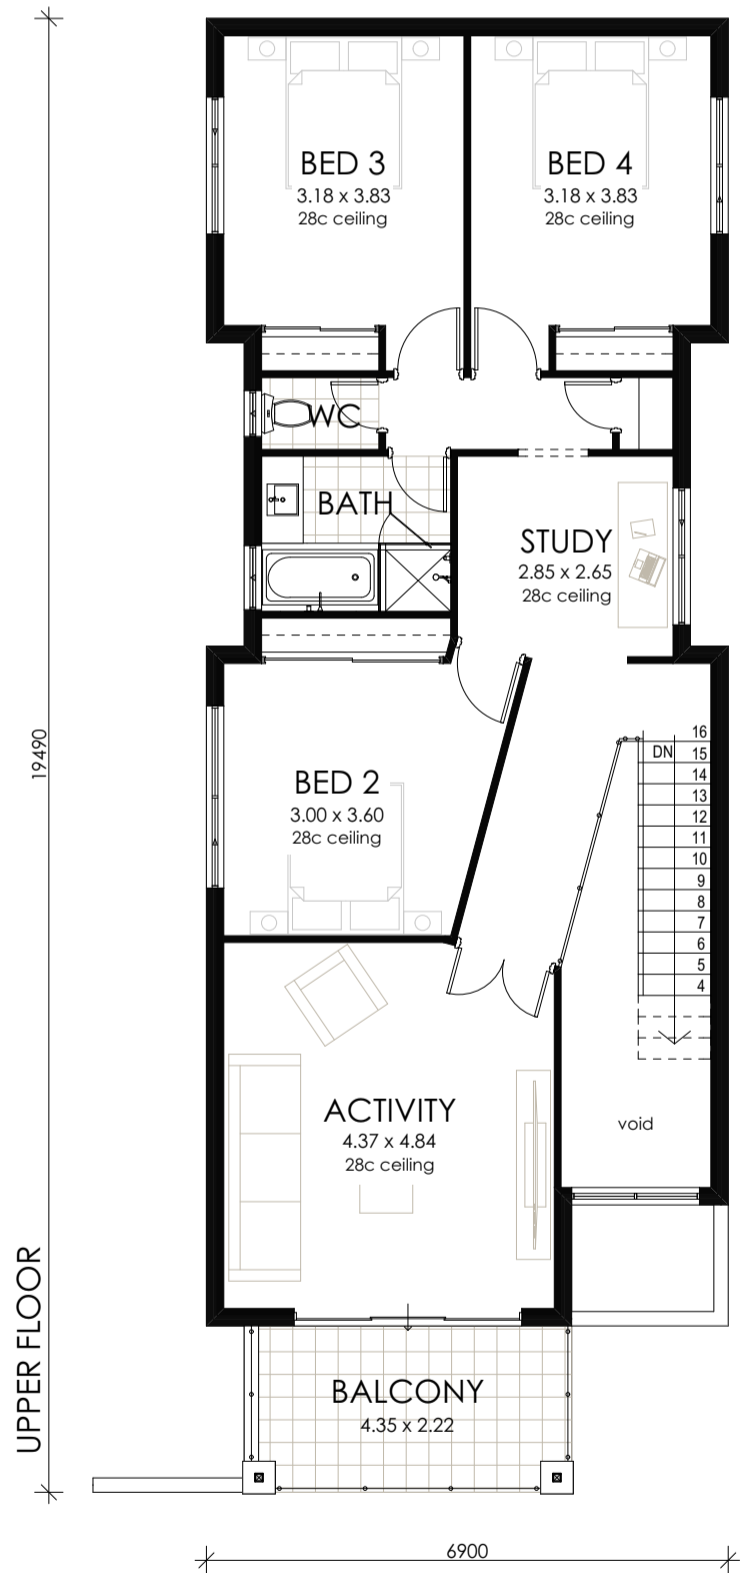 BED 3
3.18 x 3.83
28c ceiling
BED 4
3.18 x 3.83
28c ceiling
WC
BATH
STUDY
2.85 x 2.65
28c ceiling
19490
BED 2
3.00 x 3.60
28c ceiling
DN
16
15
14
13
12
11
10
9
8
7
6
5
4
ACTIVITY
4.37 x 4.84
28c ceiling
void
UPPER FLOOR
BALCONY
4.35 x 2.22
6900